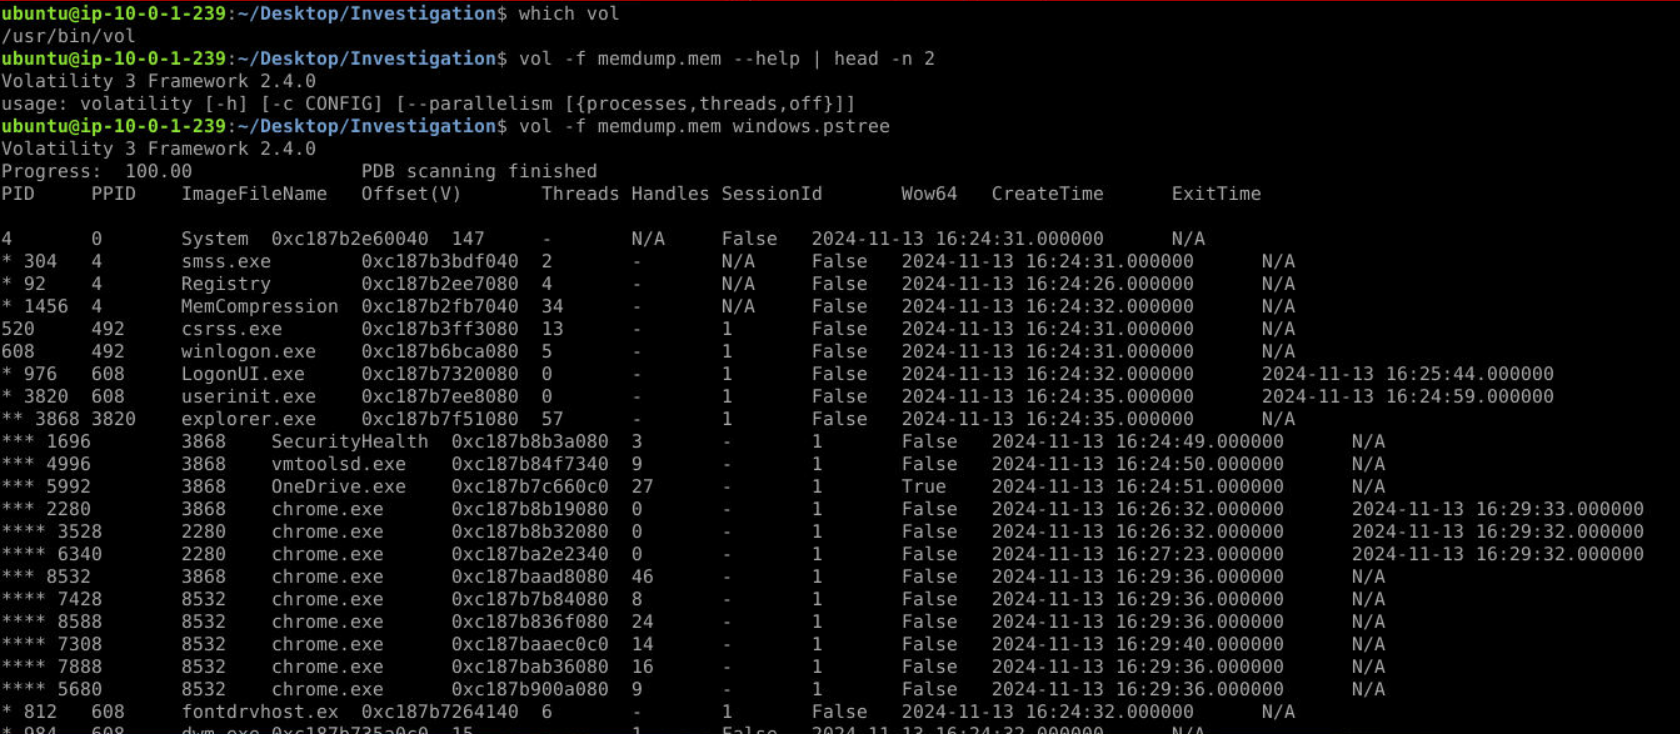 ubuntu@ip-10-0-1-239:~/Desktop/Investigation$ which vol
/usr/bin/vol
ubuntu@ip-10-0-1-239:~/Desktop/Investigation$ vol -f memdump.mem --help | head -n 2
Volatility 3 Framework 2.4.0
usage: volatility [-h] [-c CONFIG] [--parallelism [{processes,threads,off}]]
ubuntu@ip-10-0-1-239:~/Desktop/Investigation$ vol -f memdump.mem windows.pstree
Volatility 3 Framework 2.4.0
Progress:  100.00               PDB scanning finished
PID     PPID    ImageFileName   Offset(V)       Threads Handles SessionId       Wow64   CreateTime      ExitTime
4       0       System  0xc187b2e60040  147     -       N/A     False   2024-11-13 16:24:31.000000      N/A
* 304   4       smss.exe        0xc187b3bdf040  2       -       N/A     False   2024-11-13 16:24:31.000000      N/A
* 92    4       Registry        0xc187b2ee7080  4       -       N/A     False   2024-11-13 16:24:26.000000      N/A
* 1456  4       MemCompression  0xc187b2fb7040  34      -       N/A     False   2024-11-13 16:24:32.000000      N/A
520     492     csrss.exe       0xc187b3ff3080  13      -       1       False   2024-11-13 16:24:31.000000      N/A
608     492     winlogon.exe    0xc187b6bca080  5       -       1       False   2024-11-13 16:24:31.000000      N/A
* 976   608     LogonUI.exe     0xc187b7320080  0       -       1       False   2024-11-13 16:24:32.000000      2024-11-13 16:25:44.000000
* 3820  608     userinit.exe    0xc187b7ee8080  0       -       1       False   2024-11-13 16:24:35.000000      2024-11-13 16:24:59.000000
** 3868 3820    explorer.exe    0xc187b7f51080  57      -       1       False   2024-11-13 16:24:35.000000      N/A
*** 1696        3868    SecurityHealth  0xc187b8b3a080  3       -       1       False   2024-11-13 16:24:49.000000      N/A
*** 4996        3868    vmtoolsd.exe    0xc187b84f7340  9       -       1       False   2024-11-13 16:24:50.000000      N/A
*** 5992        3868    OneDrive.exe    0xc187b7c660c0  27      -       1       True    2024-11-13 16:24:51.000000      N/A
*** 2280        3868    chrome.exe      0xc187b8b19080  0       -       1       False   2024-11-13 16:26:32.000000      2024-11-13 16:29:33.000000
**** 3528       2280    chrome.exe      0xc187b8b32080  0       -       1       False   2024-11-13 16:26:32.000000      2024-11-13 16:29:32.000000
**** 6340       2280    chrome.exe      0xc187ba2e2340  0       -       1       False   2024-11-13 16:27:23.000000      2024-11-13 16:29:32.000000
*** 8532        3868    chrome.exe      0xc187baad8080  46      -       1       False   2024-11-13 16:29:36.000000      N/A
**** 7428       8532    chrome.exe      0xc187b7b84080  8       -       1       False   2024-11-13 16:29:36.000000      N/A
**** 8588       8532    chrome.exe      0xc187b836f080  24      -       1       False   2024-11-13 16:29:36.000000      N/A
**** 7308       8532    chrome.exe      0xc187baaec0c0  14      -       1       False   2024-11-13 16:29:40.000000      N/A
**** 7888       8532    chrome.exe      0xc187bab36080  16      -       1       False   2024-11-13 16:29:36.000000      N/A
**** 5680       8532    chrome.exe      0xc187b900a080  9       -       1       False   2024-11-13 16:29:36.000000      N/A
* 812   608     fontdrvhost.ex  0xc187b7264140  6       -       1       False   2024-11-13 16:24:32.000000      N/A
* 984   608     dwm.exe 0xc187b735a0c0  15      -       1       False   2024-11-13 16:24:32.000000      N/A